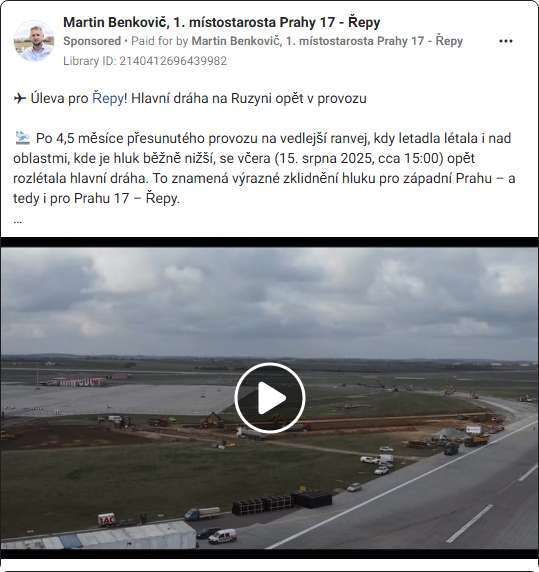 Martin Benkovič, 1. místostarosta Prahy 17 - Řepy
Sponsored • Paid for by Martin Benkovič, 1. místostarosta Prahy 17 - Řepy
Library ID: 2140412696439982
✈ Úleva pro Řepy! Hlavní dráha na Ruzyni opět v provozu
🛬 Po 4,5 měsíce přesunutého provozu na vedlejší ranvej, kdy letadla létala i nad
oblastmi, kde je hluk běžně nižší, se včera (15. srpna 2025, cca 15:00) opět
rozlétala hlavní dráha. To znamená výrazné zklidnění hluku pro západní Prahu – a
tedy i pro Prahu 17 – Řepy.
...